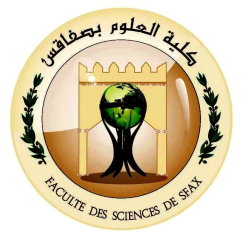 كلية العلوم بصفاقس
FACULTE DES SCIENCES DE SFAX